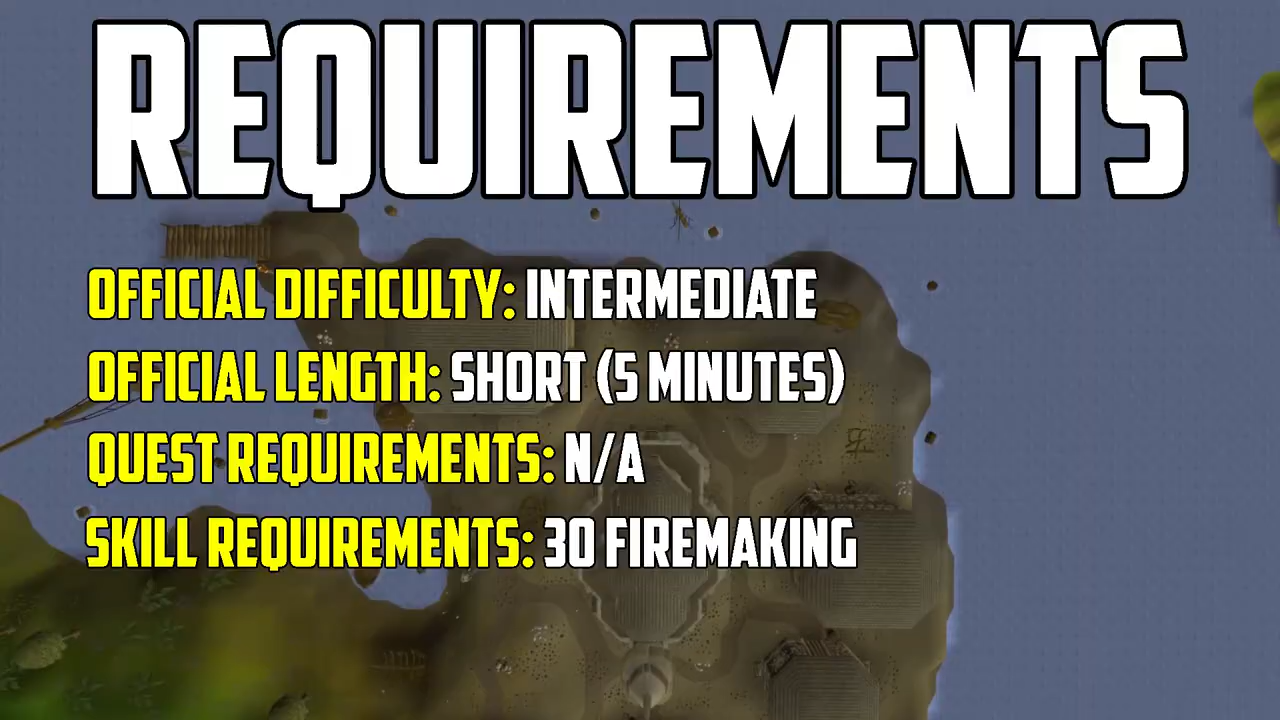 REQUIREMENTS
OFFICIAL DIFFICULTY: INTERMEDIATE
OFFICIAL LENGTH: SHORT (5 MINUTES)
QUEST REQUIREMENTS: N/A
SKILL REQUIREMENTS: 30 FIREMAKING